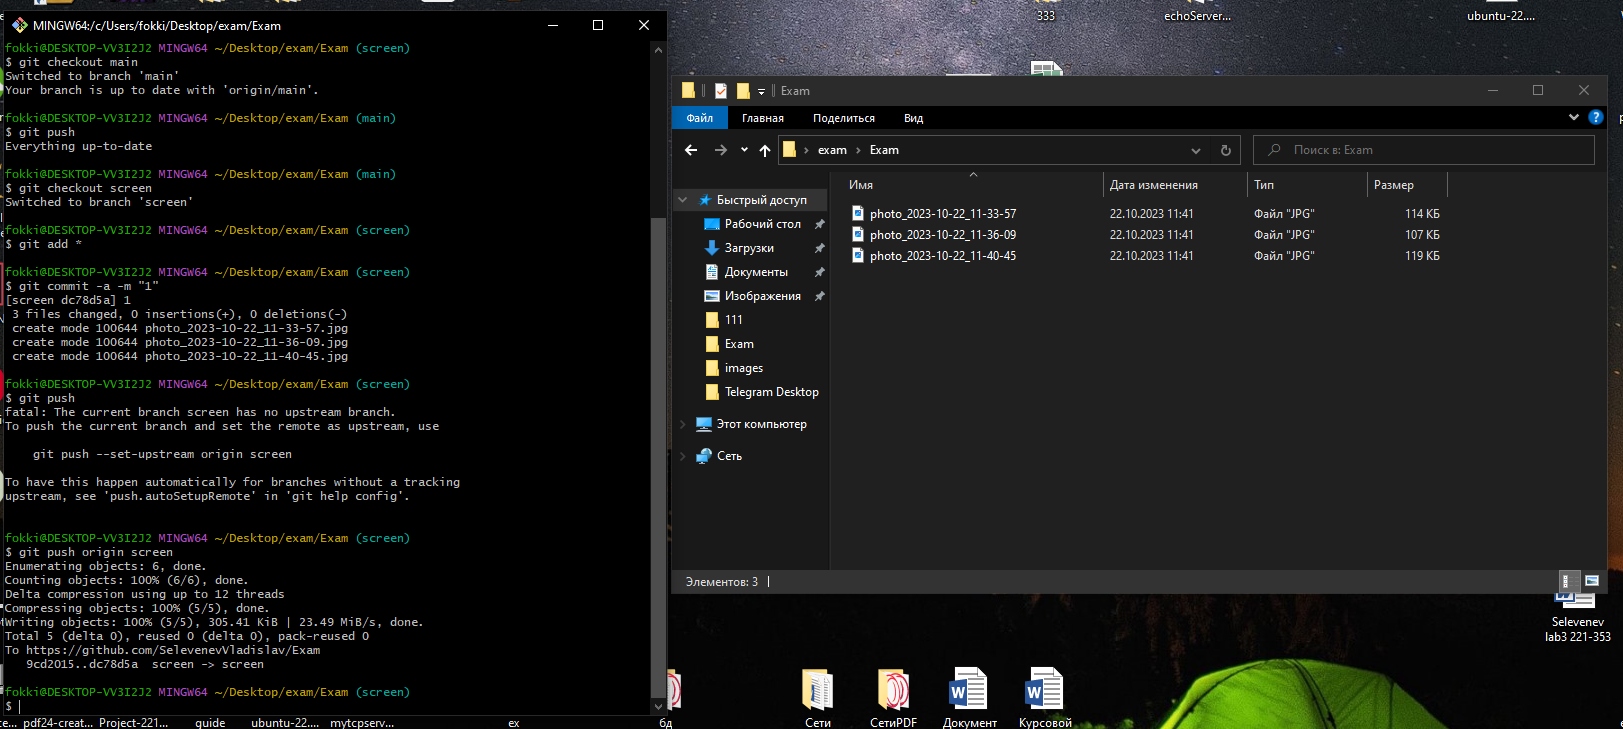 MINGW64:/c/Users/fokki/Desktop/exam/Exam
fokki@DESKTOP-VV3I2J2 MINGW64 ~/Desktop/exam/Exam (screen)
$ git checkout main
Switched to branch 'main'
Your branch is up to date with 'origin/main'.
fokki@DESKTOP-VV3I2J2 MINGW64 ~/Desktop/exam/Exam (main)
$ git push
Everything up-to-date
fokki@DESKTOP-VV3I2J2 MINGW64 ~/Desktop/exam/Exam (main)
$ git checkout screen
Switched to branch 'screen'
fokki@DESKTOP-VV3I2J2 MINGW64 ~/Desktop/exam/Exam (screen)
$ git add *
fokki@DESKTOP-VV3I2J2 MINGW64 ~/Desktop/exam/Exam (screen)
$ git commit -a -m "1"
[screen dc78d5a] 1
3 files changed, 0 insertions(+), 0 deletions(-)
create mode 100644 photo_2023-10-22_11-33-57.jpg
create mode 100644 photo_2023-10-22_11-36-09.jpg
create mode 100644 photo_2023-10-22_11-40-45.jpg
fokki@DESKTOP-VV3I2J2 MINGW64 ~/Desktop/exam/Exam (screen)
$ git push
fatal: The current branch screen has no upstream branch.
To push the current branch and set the remote as upstream, use
git push --set-upstream origin screen
To have this happen automatically for branches without a tracking
upstream, see 'push.autoSetupRemote' in 'git help config'.
fokki@DESKTOP-VV3I2J2 MINGW64 ~/Desktop/exam/Exam (screen)
$ git push origin screen
Enumerating objects: 6, done.
Counting objects: 100% (6/6), done.
Delta compression using up to 12 threads
Compressing objects: 100% (5/5), done.
Writing objects: 100% (5/5), 305.41 KiB | 23.49 MiB/s, done.
Total 5 (delta 0), reused 0 (delta 0), pack-reused 0
To https://github.com/SelevenevVladislav/Exam
9cd2015..dc78d5a screen -> screen
fokki@DESKTOP-VV3I2J2 MINGW64 ~/Desktop/exam/Exam (screen)
$
333
echoServer...
ubuntu-22....
Exam
Файл Главная Поделиться Вид
exam > Exam
Поиск в: Exam
Имя Дата изменения Тип Размер
photo_2023-10-22_11-33-57 22.10.2023 11:41 Файл "JPG" 114 КБ
photo_2023-10-22_11-36-09 22.10.2023 11:41 Файл "JPG" 107 КБ
photo_2023-10-22_11-40-45 22.10.2023 11:41 Файл "JPG" 119 КБ
Быстрый доступ
Рабочий стол
Загрузки
Документы
Изображения
111
Exam
images
Telegram Desktop
Этот компьютер
Сеть
Элементов: 3
Selevenev
lab3 221-353
pdf24-creat...
Project-221...
guide
ubuntu-22....
mytcpserv...
ex
бд
Сети
СетиPDF
Документ
Курсовой